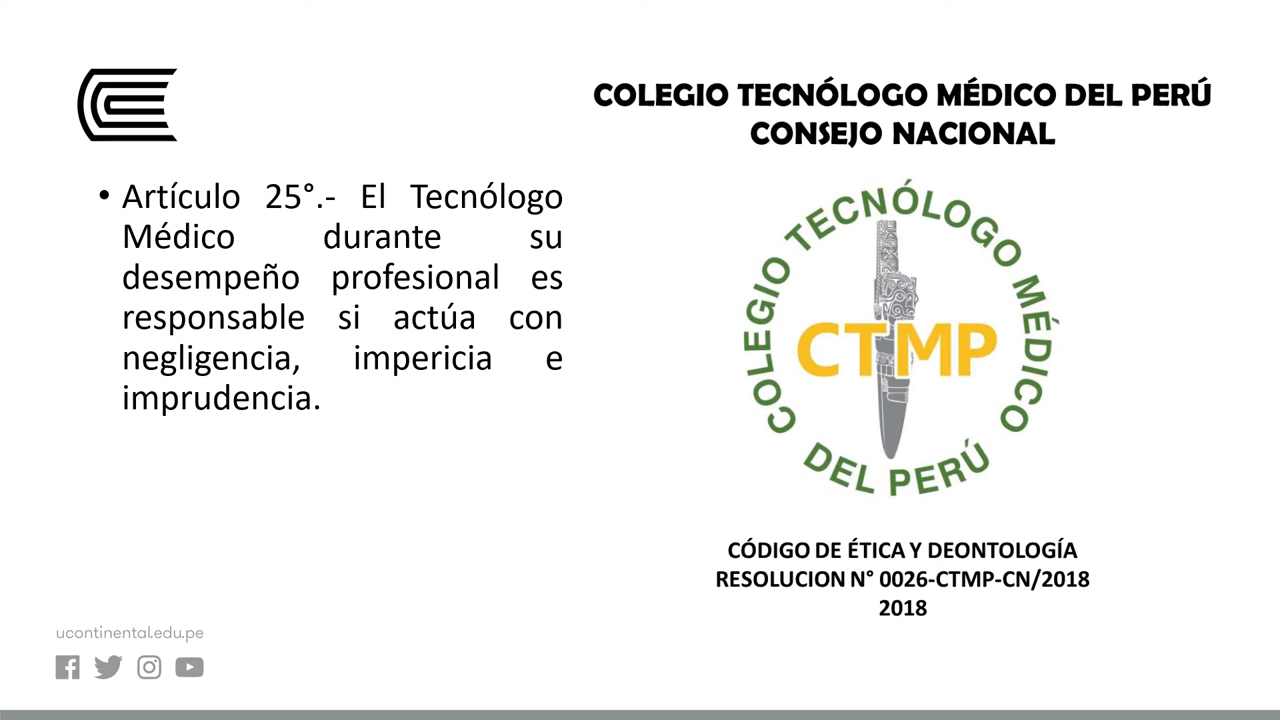 COLEGIO TECNÓLOGO MÉDICO DEL PERÚ
CONSEJO NACIONAL
• Artículo 25°.- El Tecnólogo
Médico durante su
desempeño profesional es
responsable si actúa con
negligencia, impericia e
imprudencia.
COLEGIO TECNÓLOGO MÉDICO
DEL PERÚ
CTMP
CÓDIGO DE ÉTICA Y DEONTOLOGÍA
RESOLUCION N° 0026-CTMP-CN/2018
2018
ucontinental.edu.pe